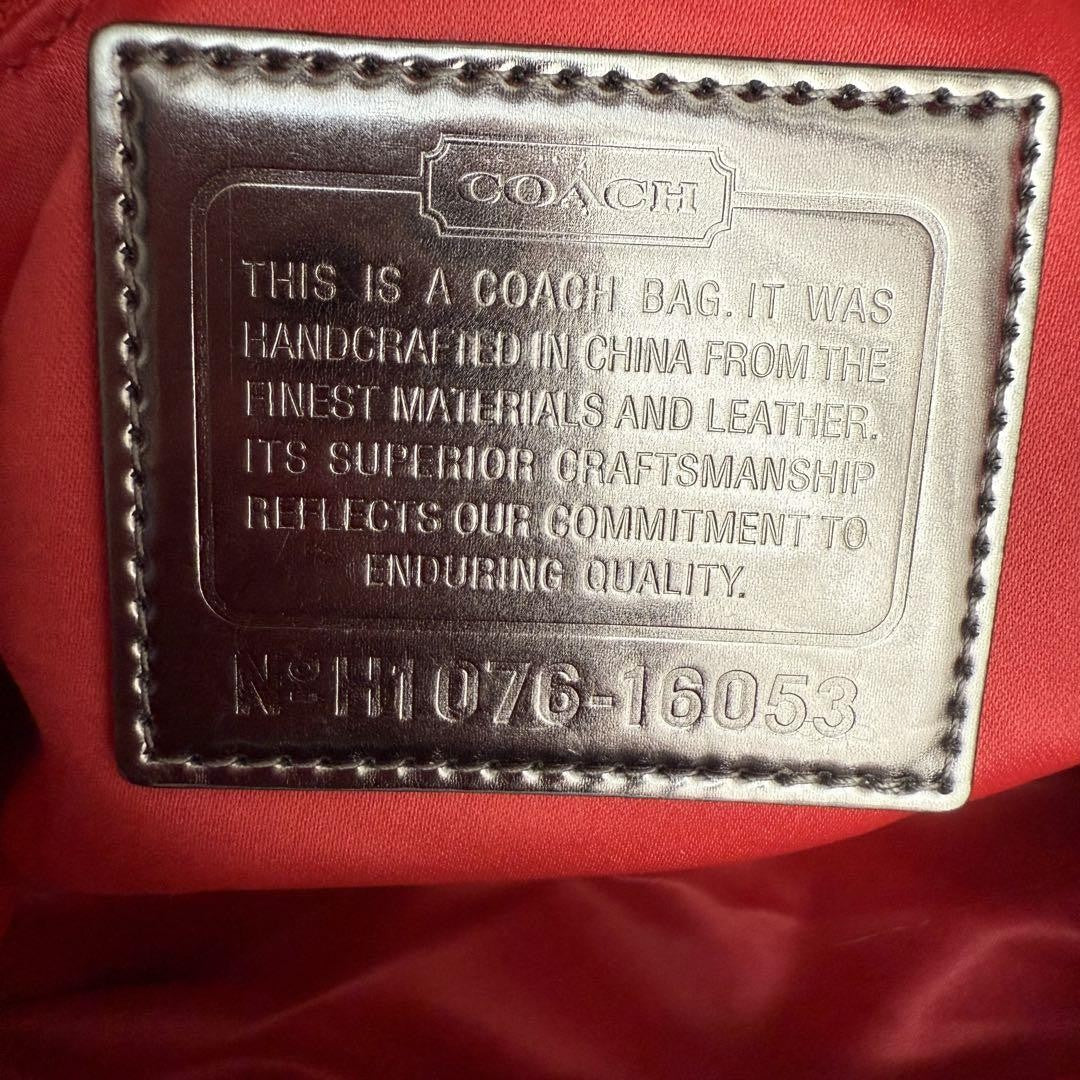 COACH
THIS IS A COACH BAG. IT WAS
HANDCRAFTED IN CHINA FROM THE
FINEST MATERIALS AND LEATHER.
ITS SUPERIOR CRAFTSMANSHIP
REFLECTS OUR COMMITMENT TO
ENDURING QUALITY.
Nº H1076-16053